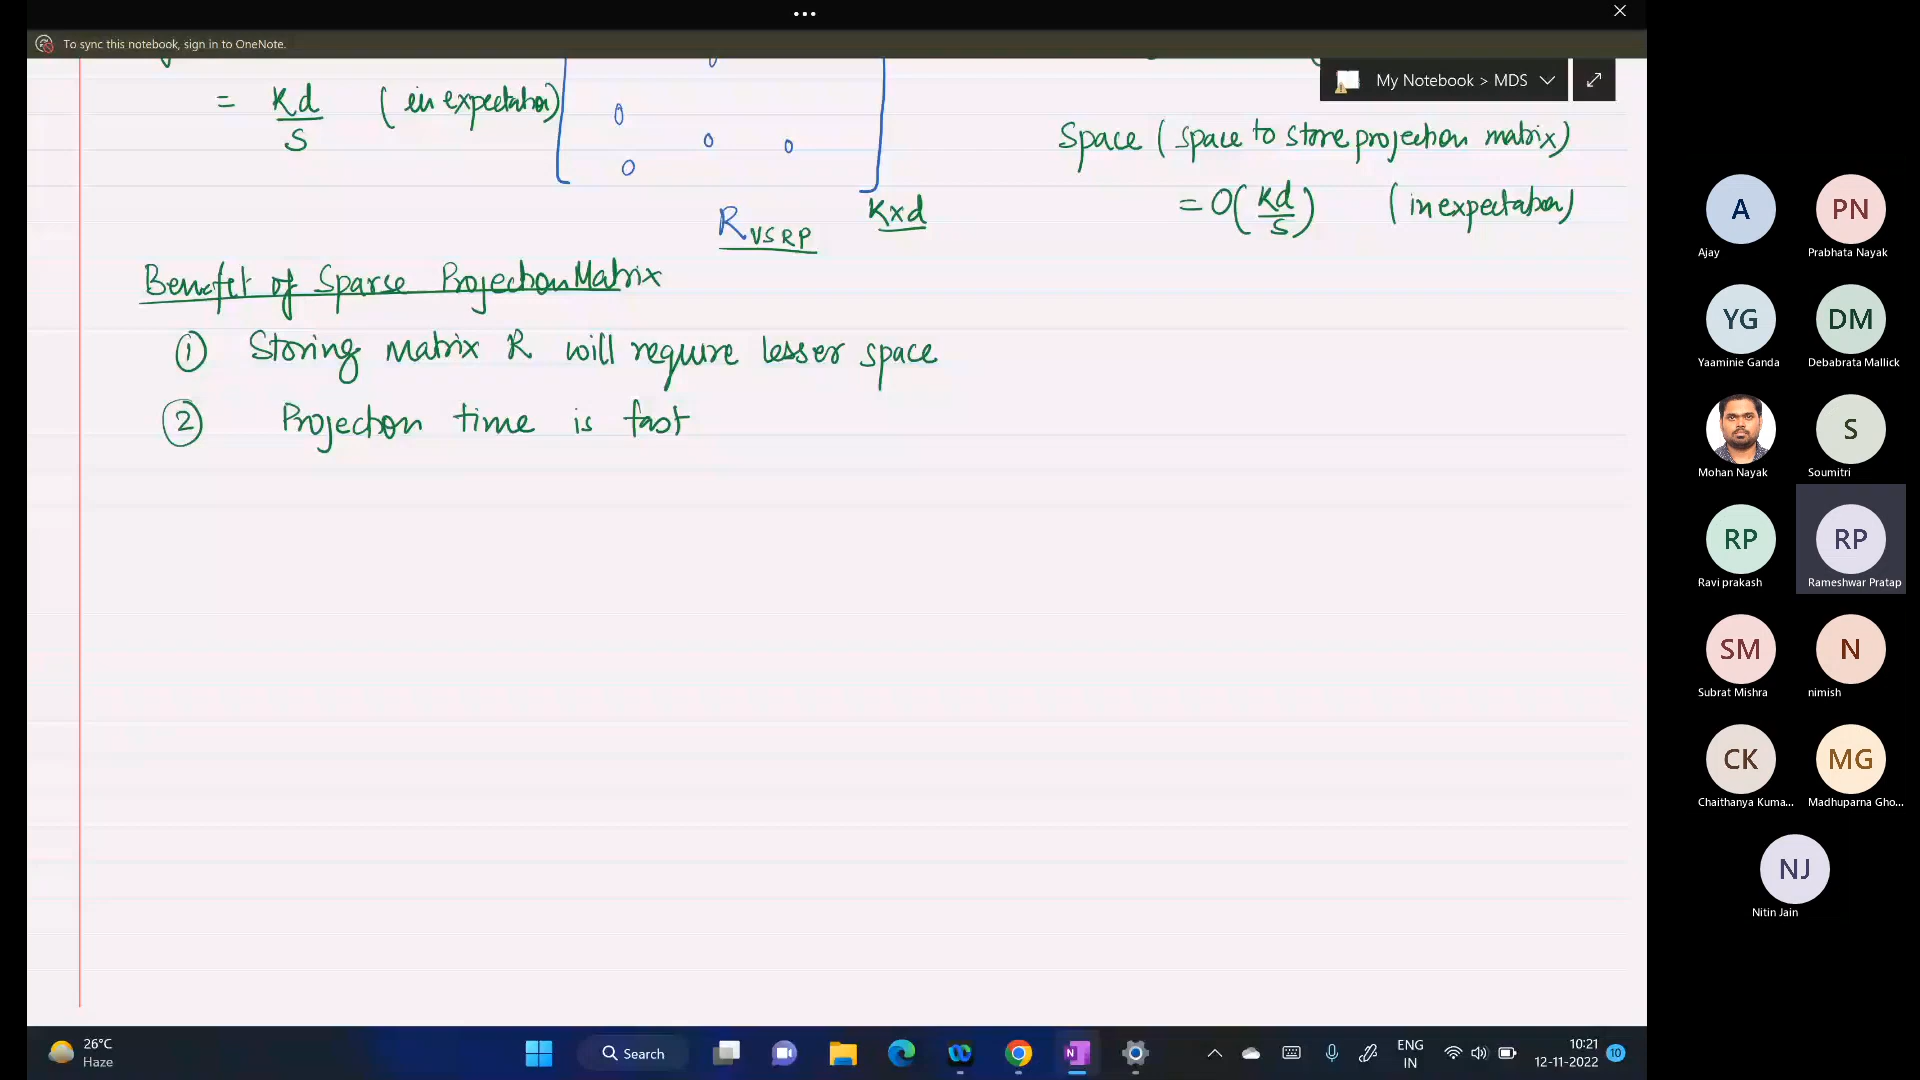 To sync this notebook, sign in to OneNote.
My Notebook > MDS
= Kd/S (in expectation)
0
0
0 0
0
R VSRP
K×d
Space (space to store projection matrix)
= O(Kd/S) (in expectation)
Benefet of Sparse Projection Matrix
① Storing Matrix R will require lesser space
② Projection time is fast
A
Ajay
PN
Prabhata Nayak
YG
Yaaminie Ganda
DM
Debabrata Mallick
Mohan Nayak
S
Soumitri
RP
Ravi prakash
RP
Rameshwar Pratap
SM
Subrat Mishra
N
nimish
CK
Chaithanya Kuma...
MG
Madhuparna Gho...
NJ
Nitin Jain
26°C
Haze
Search
ENG
IN
10:21
12-11-2022
10